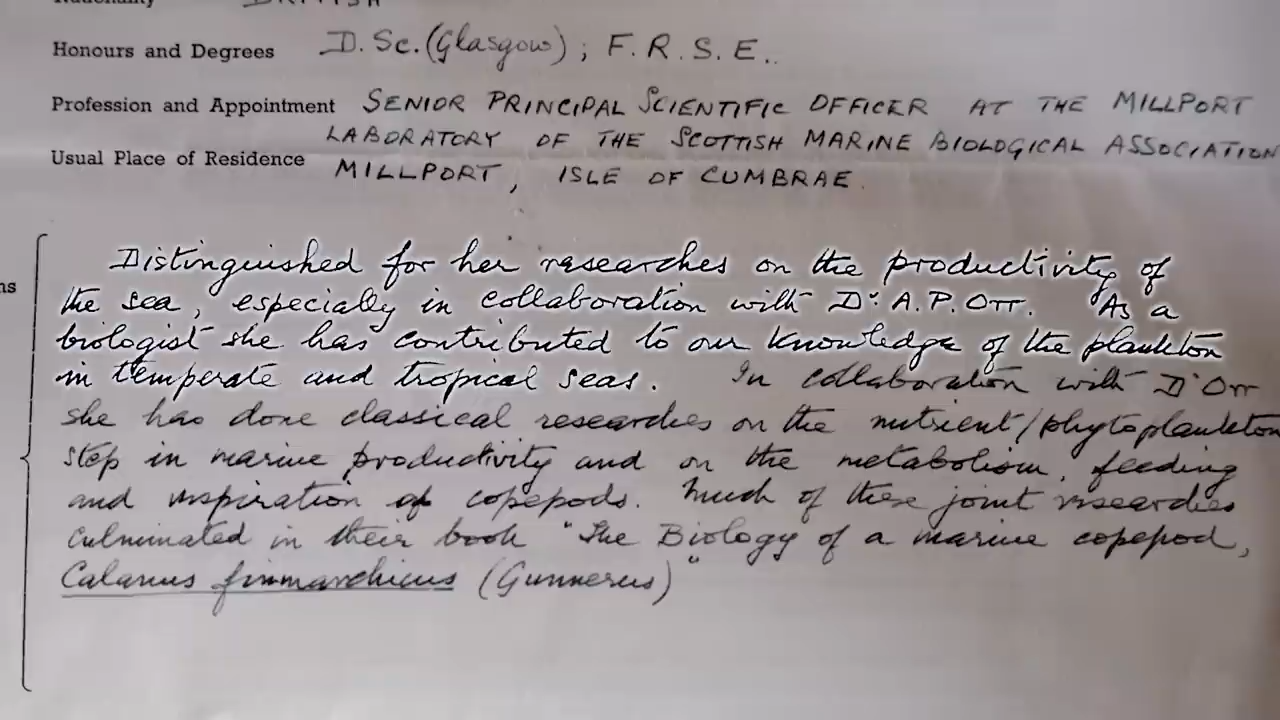 BRITISH
Honours and Degrees D.Sc. (Glasgow) ; F.R.S.E..
Profession and Appointment SENIOR PRINCIPAL SCIENTIFIC OFFICER AT THE MILLPORT
LABORATORY OF THE SCOTTISH MARINE BIOLOGICAL ASSOCIATION
Usual Place of Residence MILLPORT, ISLE OF CUMBRAE.
Distinguished for her researches on the productivity of
ns
the sea, especially in collaboration with Dr. A.P. Orr. As a
biologist she has contributed to our knowledge of the plankton
in temperate and tropical seas. In collaboration with Dr Orr
she has done classical researches on the nutrient/phytoplankton
step in marine productivity and on the metabolism, feeding
and respiration of copepods. Much of these joint researches
culminated in their book "The Biology of a marine copepod,
Calanus finmarchicus (Gunnerus)"